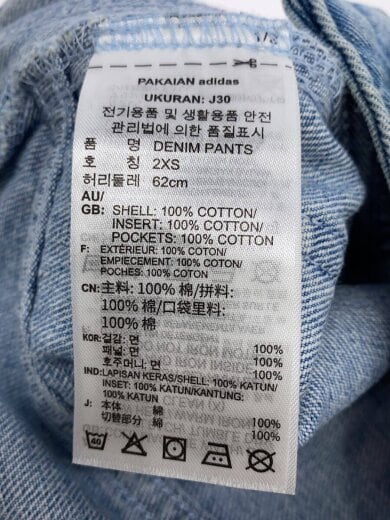 1/3
PAKAIAN adidas
UKURAN: J30
전기용품 및 생활용품 안전
관리법에 의한 품질표시
품 명 DENIM PANTS
호 칭 2XS
허리둘레 62cm
AU/
GB: SHELL: 100% COTTON/
INSERT: 100% COTTON/
POCKETS: 100% COTTON
F: EXTÉRIEUR: 100% COTON/
EMPIECEMENT: 100% COTON/
POCHES: 100% COTON
CN: 主料: 100% 棉/拼料:
100% 棉/口袋里料:
100% 棉
KOR: 겉감: 면 100%
패널: 면 100%
호주머니: 면 100%
IND: LAPISAN KERAS/SHELL: 100% KATUN/
INSET: 100% KATUN/KANTUNG:
100% KATUN
J: 本体 綿 100%
切替部分 綿 100%
40